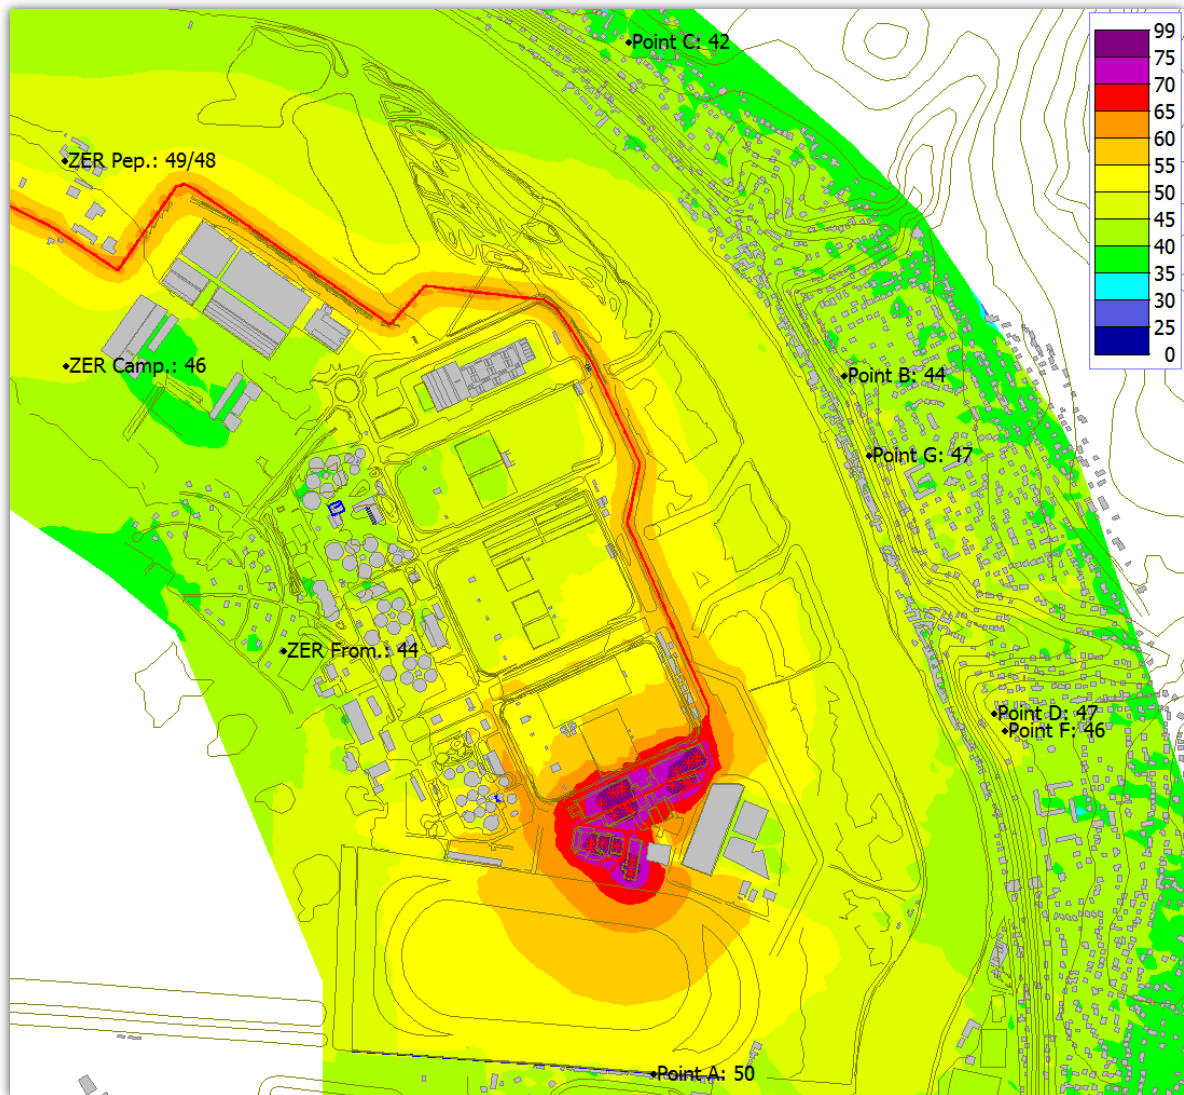 Point C: 42
99
75
70
65
60
55
50
45
40
35
30
25
0
ZER Pep.: 49/48
ZER Camp.: 46
Point B: 44
Point G: 47
ZER From.: 44
Point D: 47
Point F: 46
Point A: 50